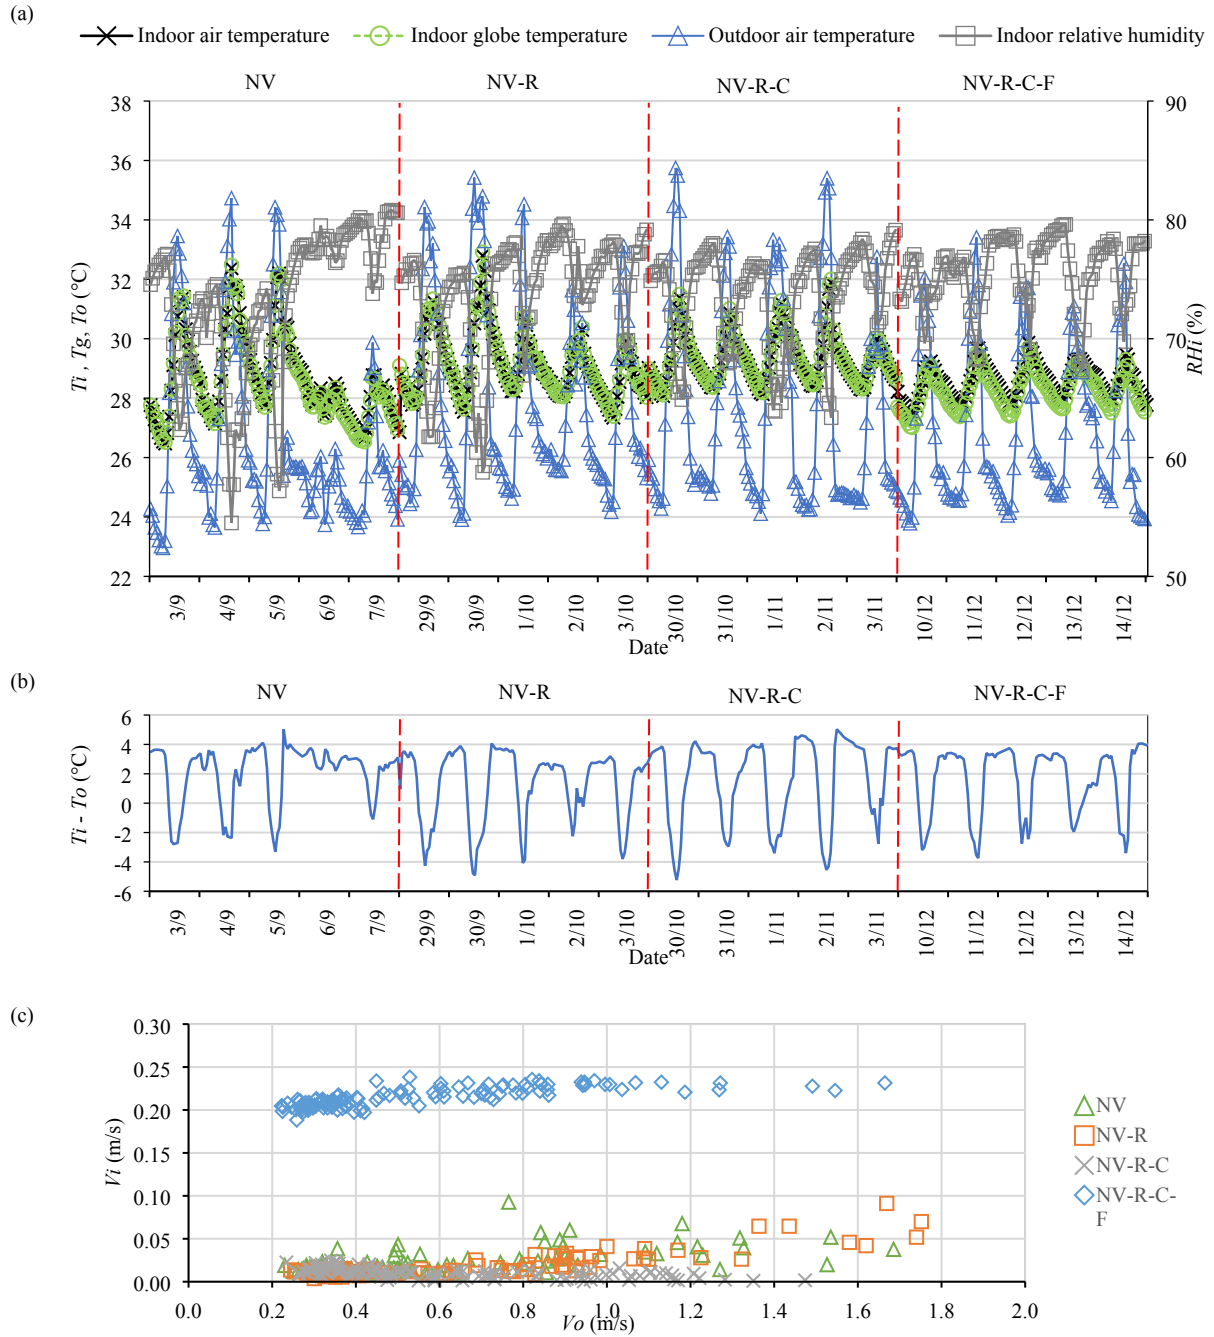 (a)
Indoor air temperature Indoor globe temperature Outdoor air temperature Indoor relative humidity
NV NV-R NV-R-C NV-R-C-F
38 90
36
34 80
32
30 70
28
26 60
24
22 50
Ti , Tg, To (°C)
RHi (%)
3/9 4/9 5/9 6/9 7/9 29/9 30/9 1/10 2/10 3/10 30/10 31/10 1/11 2/11 3/11 10/12 11/12 12/12 13/12 14/12
Date
(b)
NV NV-R NV-R-C NV-R-C-F
6
4
2
0
-2
-4
-6
Ti - To (°C)
3/9 4/9 5/9 6/9 7/9 29/9 30/9 1/10 2/10 3/10 30/10 31/10 1/11 2/11 3/11 10/12 11/12 12/12 13/12 14/12
Date
(c)
0.30
0.25
0.20
0.15
0.10
0.05
0.00
Vi (m/s)
NV
NV-R
NV-R-C
NV-R-C-
F
0.0 0.2 0.4 0.6 0.8 1.0 1.2 1.4 1.6 1.8 2.0
Vo (m/s)